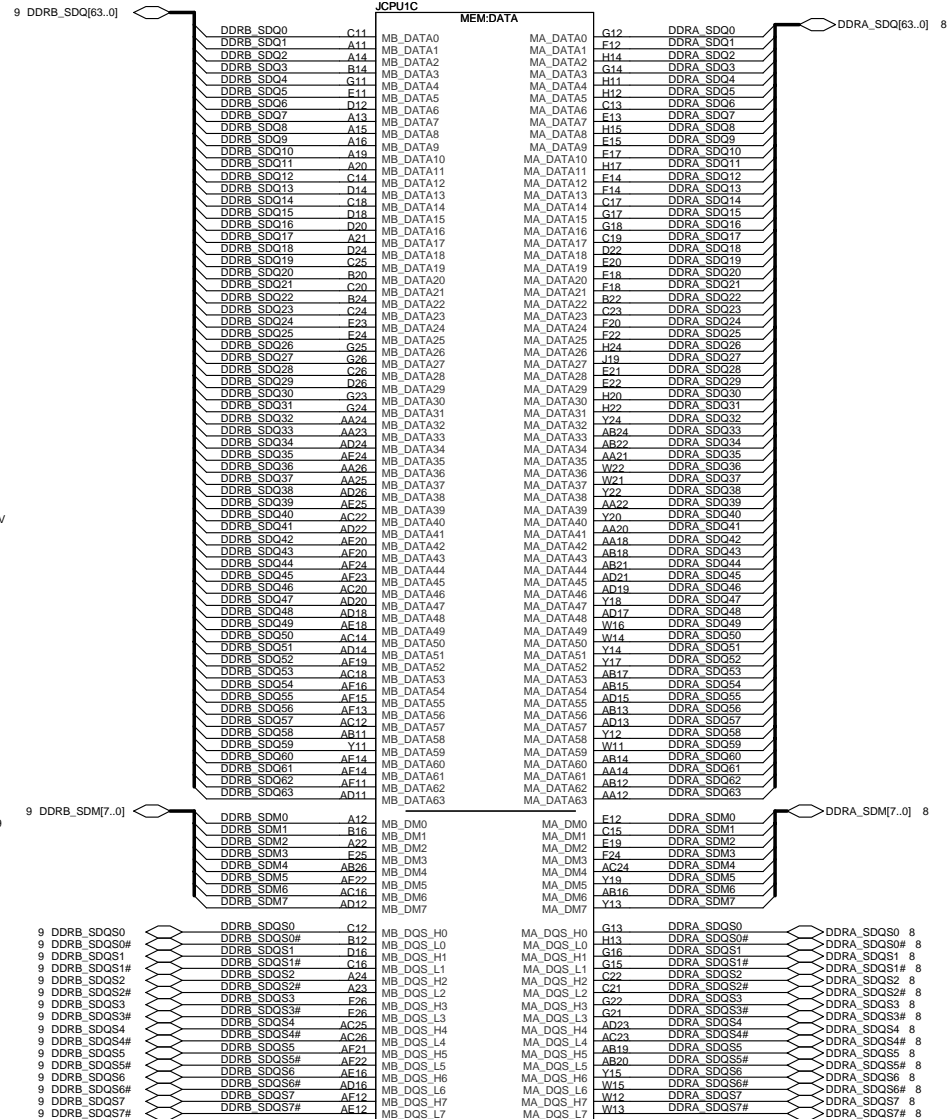 JCPU1C
9 DDRB_SDQ[63..0] MEM:DATA DDRA_SDQ[63..0] 8
DDRB_SDQ0 C11 MB_DATA0 MA_DATA0 G12 DDRA_SDQ0
DDRB_SDQ1 A11 MB_DATA1 MA_DATA1 F12 DDRA_SDQ1
DDRB_SDQ2 A14 MB_DATA2 MA_DATA2 H14 DDRA_SDQ2
DDRB_SDQ3 B14 MB_DATA3 MA_DATA3 G14 DDRA_SDQ3
DDRB_SDQ4 G11 MB_DATA4 MA_DATA4 H11 DDRA_SDQ4
DDRB_SDQ5 E11 MB_DATA5 MA_DATA5 H12 DDRA_SDQ5
DDRB_SDQ6 D12 MB_DATA6 MA_DATA6 C13 DDRA_SDQ6
DDRB_SDQ7 A13 MB_DATA7 MA_DATA7 E13 DDRA_SDQ7
DDRB_SDQ8 A15 MB_DATA8 MA_DATA8 H15 DDRA_SDQ8
DDRB_SDQ9 A16 MB_DATA9 MA_DATA9 E15 DDRA_SDQ9
DDRB_SDQ10 A19 MB_DATA10 MA_DATA10 E17 DDRA_SDQ10
DDRB_SDQ11 A20 MB_DATA11 MA_DATA11 H17 DDRA_SDQ11
DDRB_SDQ12 C14 MB_DATA12 MA_DATA12 E14 DDRA_SDQ12
DDRB_SDQ13 D14 MB_DATA13 MA_DATA13 F14 DDRA_SDQ13
DDRB_SDQ14 C18 MB_DATA14 MA_DATA14 C17 DDRA_SDQ14
DDRB_SDQ15 D18 MB_DATA15 MA_DATA15 G17 DDRA_SDQ15
DDRB_SDQ16 D20 MB_DATA16 MA_DATA16 G18 DDRA_SDQ16
DDRB_SDQ17 A21 MB_DATA17 MA_DATA17 C19 DDRA_SDQ17
DDRB_SDQ18 D24 MB_DATA18 MA_DATA18 D22 DDRA_SDQ18
DDRB_SDQ19 C25 MB_DATA19 MA_DATA19 E20 DDRA_SDQ19
DDRB_SDQ20 B20 MB_DATA20 MA_DATA20 E18 DDRA_SDQ20
DDRB_SDQ21 C20 MB_DATA21 MA_DATA21 F18 DDRA_SDQ21
DDRB_SDQ22 B24 MB_DATA22 MA_DATA22 B22 DDRA_SDQ22
DDRB_SDQ23 C24 MB_DATA23 MA_DATA23 C23 DDRA_SDQ23
DDRB_SDQ24 E23 MB_DATA24 MA_DATA24 F20 DDRA_SDQ24
DDRB_SDQ25 E24 MB_DATA25 MA_DATA25 F22 DDRA_SDQ25
DDRB_SDQ26 G25 MB_DATA26 MA_DATA26 H24 DDRA_SDQ26
DDRB_SDQ27 G26 MB_DATA27 MA_DATA27 J19 DDRA_SDQ27
DDRB_SDQ28 C26 MB_DATA28 MA_DATA28 E21 DDRA_SDQ28
DDRB_SDQ29 D26 MB_DATA29 MA_DATA29 E22 DDRA_SDQ29
DDRB_SDQ30 G23 MB_DATA30 MA_DATA30 H20 DDRA_SDQ30
DDRB_SDQ31 G24 MB_DATA31 MA_DATA31 H22 DDRA_SDQ31
DDRB_SDQ32 AA24 MB_DATA32 MA_DATA32 Y24 DDRA_SDQ32
DDRB_SDQ33 AA23 MB_DATA33 MA_DATA33 AB24 DDRA_SDQ33
DDRB_SDQ34 AD24 MB_DATA34 MA_DATA34 AB22 DDRA_SDQ34
DDRB_SDQ35 AE24 MB_DATA35 MA_DATA35 AA21 DDRA_SDQ35
DDRB_SDQ36 AA26 MB_DATA36 MA_DATA36 W22 DDRA_SDQ36
DDRB_SDQ37 AA25 MB_DATA37 MA_DATA37 W21 DDRA_SDQ37
DDRB_SDQ38 AD26 MB_DATA38 MA_DATA38 Y22 DDRA_SDQ38
DDRB_SDQ39 AE25 MB_DATA39 MA_DATA39 AA22 DDRA_SDQ39
DDRB_SDQ40 AC22 MB_DATA40 MA_DATA40 Y20 DDRA_SDQ40
DDRB_SDQ41 AD22 MB_DATA41 MA_DATA41 AA20 DDRA_SDQ41
DDRB_SDQ42 AE20 MB_DATA42 MA_DATA42 AA18 DDRA_SDQ42
DDRB_SDQ43 AF20 MB_DATA43 MA_DATA43 AB18 DDRA_SDQ43
DDRB_SDQ44 AF24 MB_DATA44 MA_DATA44 AB21 DDRA_SDQ44
DDRB_SDQ45 AF23 MB_DATA45 MA_DATA45 AD21 DDRA_SDQ45
DDRB_SDQ46 AC20 MB_DATA46 MA_DATA46 AD19 DDRA_SDQ46
DDRB_SDQ47 AD20 MB_DATA47 MA_DATA47 Y18 DDRA_SDQ47
DDRB_SDQ48 AD18 MB_DATA48 MA_DATA48 AD17 DDRA_SDQ48
DDRB_SDQ49 AE18 MB_DATA49 MA_DATA49 W16 DDRA_SDQ49
DDRB_SDQ50 AC14 MB_DATA50 MA_DATA50 W14 DDRA_SDQ50
DDRB_SDQ51 AD14 MB_DATA51 MA_DATA51 Y14 DDRA_SDQ51
DDRB_SDQ52 AF19 MB_DATA52 MA_DATA52 Y17 DDRA_SDQ52
DDRB_SDQ53 AC18 MB_DATA53 MA_DATA53 AB17 DDRA_SDQ53
DDRB_SDQ54 AF16 MB_DATA54 MA_DATA54 AB15 DDRA_SDQ54
DDRB_SDQ55 AF15 MB_DATA55 MA_DATA55 AD15 DDRA_SDQ55
DDRB_SDQ56 AF13 MB_DATA56 MA_DATA56 AB13 DDRA_SDQ56
DDRB_SDQ57 AC12 MB_DATA57 MA_DATA57 AD13 DDRA_SDQ57
DDRB_SDQ58 AB11 MB_DATA58 MA_DATA58 Y12 DDRA_SDQ58
DDRB_SDQ59 Y11 MB_DATA59 MA_DATA59 W11 DDRA_SDQ59
DDRB_SDQ60 AE14 MB_DATA60 MA_DATA60 AB14 DDRA_SDQ60
DDRB_SDQ61 AF14 MB_DATA61 MA_DATA61 AA14 DDRA_SDQ61
DDRB_SDQ62 AF11 MB_DATA62 MA_DATA62 AB12 DDRA_SDQ62
DDRB_SDQ63 AD11 MB_DATA63 MA_DATA63 AA12 DDRA_SDQ63
9 DDRB_SDM[7..0] DDRA_SDM[7..0] 8
DDRB_SDM0 A12 MB_DM0 MA_DM0 E12 DDRA_SDM0
DDRB_SDM1 B16 MB_DM1 MA_DM1 C15 DDRA_SDM1
DDRB_SDM2 A22 MB_DM2 MA_DM2 E19 DDRA_SDM2
DDRB_SDM3 E25 MB_DM3 MA_DM3 F24 DDRA_SDM3
DDRB_SDM4 AB26 MB_DM4 MA_DM4 AC24 DDRA_SDM4
DDRB_SDM5 AE22 MB_DM5 MA_DM5 Y19 DDRA_SDM5
DDRB_SDM6 AC16 MB_DM6 MA_DM6 AB16 DDRA_SDM6
DDRB_SDM7 AD12 MB_DM7 MA_DM7 Y13 DDRA_SDM7
9 DDRB_SDQS0 DDRB_SDQS0 C12 MB_DQS_H0 MA_DQS_H0 G13 DDRA_SDQS0 DDRA_SDQS0 8
9 DDRB_SDQS0# DDRB_SDQS0# B12 MB_DQS_L0 MA_DQS_L0 H13 DDRA_SDQS0# DDRA_SDQS0# 8
9 DDRB_SDQS1 DDRB_SDQS1 D16 MB_DQS_H1 MA_DQS_H1 G16 DDRA_SDQS1 DDRA_SDQS1 8
9 DDRB_SDQS1# DDRB_SDQS1# C16 MB_DQS_L1 MA_DQS_L1 G15 DDRA_SDQS1# DDRA_SDQS1# 8
9 DDRB_SDQS2 DDRB_SDQS2 A24 MB_DQS_H2 MA_DQS_H2 C22 DDRA_SDQS2 DDRA_SDQS2 8
9 DDRB_SDQS2# DDRB_SDQS2# A23 MB_DQS_L2 MA_DQS_L2 C21 DDRA_SDQS2# DDRA_SDQS2# 8
9 DDRB_SDQS3 DDRB_SDQS3 F26 MB_DQS_H3 MA_DQS_H3 G22 DDRA_SDQS3 DDRA_SDQS3 8
9 DDRB_SDQS3# DDRB_SDQS3# E26 MB_DQS_L3 MA_DQS_L3 G21 DDRA_SDQS3# DDRA_SDQS3# 8
9 DDRB_SDQS4 DDRB_SDQS4 AC25 MB_DQS_H4 MA_DQS_H4 AD23 DDRA_SDQS4 DDRA_SDQS4 8
9 DDRB_SDQS4# DDRB_SDQS4# AC26 MB_DQS_L4 MA_DQS_L4 AC23 DDRA_SDQS4# DDRA_SDQS4# 8
9 DDRB_SDQS5 DDRB_SDQS5 AF21 MB_DQS_H5 MA_DQS_H5 AB19 DDRA_SDQS5 DDRA_SDQS5 8
9 DDRB_SDQS5# DDRB_SDQS5# AF22 MB_DQS_L5 MA_DQS_L5 AB20 DDRA_SDQS5# DDRA_SDQS5# 8
9 DDRB_SDQS6 DDRB_SDQS6 AE16 MB_DQS_H6 MA_DQS_H6 Y15 DDRA_SDQS6 DDRA_SDQS6 8
9 DDRB_SDQS6# DDRB_SDQS6# AD16 MB_DQS_L6 MA_DQS_L6 W15 DDRA_SDQS6# DDRA_SDQS6# 8
9 DDRB_SDQS7 DDRB_SDQS7 AF12 MB_DQS_H7 MA_DQS_H7 W12 DDRA_SDQS7 DDRA_SDQS7 8
9 DDRB_SDQS7# DDRB_SDQS7# AE12 MB_DQS_L7 MA_DQS_L7 W13 DDRA_SDQS7# DDRA_SDQS7# 8